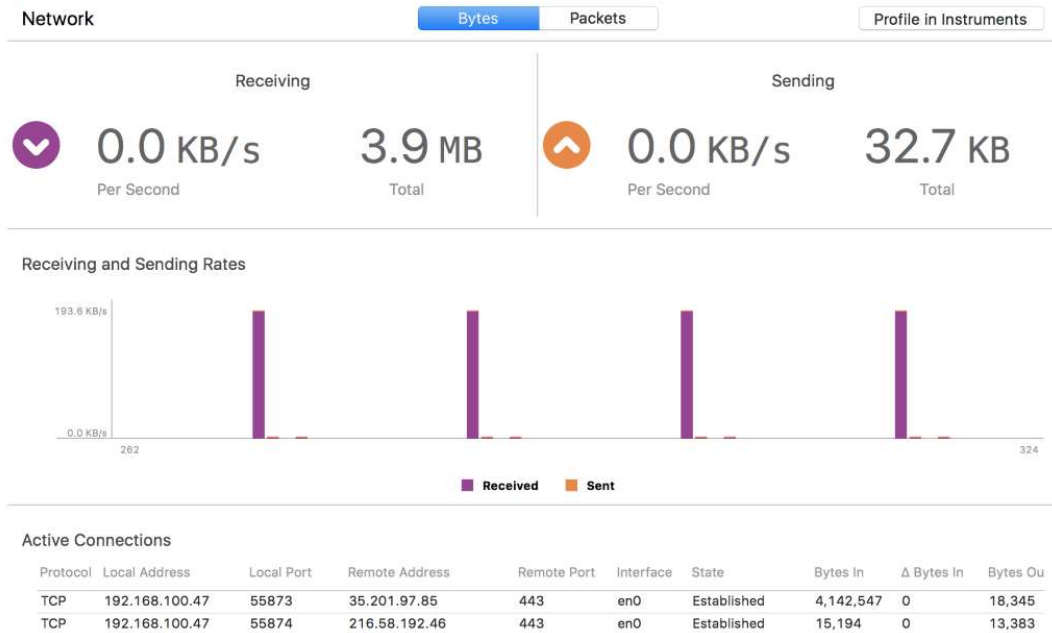 Network Bytes Packets Profile in Instruments
Receiving Sending
0.0 KB/s 3.9 MB 0.0 KB/s 32.7 KB
Per Second Total Per Second Total
Receiving and Sending Rates
193.6 KB/s
0.0 KB/s
262 324
Received Sent
Active Connections
Protocol Local Address Local Port Remote Address Remote Port Interface State Bytes In Δ Bytes In Bytes Ou
TCP 192.168.100.47 55873 35.201.97.85 443 en0 Established 4,142,547 0 18,345
TCP 192.168.100.47 55874 216.58.192.46 443 en0 Established 15,194 0 13,383